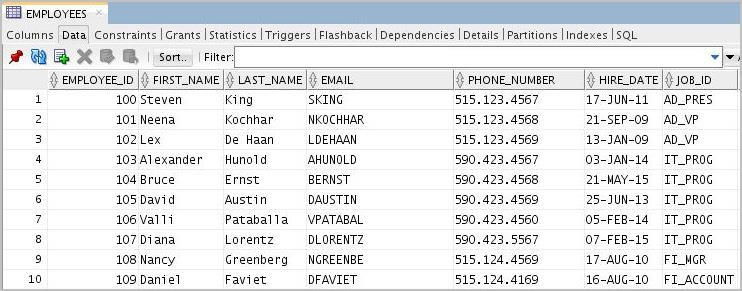 EMPLOYEES
Columns Data Constraints Grants Statistics Triggers Flashback Dependencies Details Partitions Indexes SQL
Sort.. Filter:
EMPLOYEE_ID FIRST_NAME LAST_NAME EMAIL PHONE_NUMBER HIRE_DATE JOB_ID
1 100 Steven King SKING 515.123.4567 17-JUN-11 AD_PRES
2 101 Neena Kochhar NKOCHHAR 515.123.4568 21-SEP-09 AD_VP
3 102 Lex De Haan LDEHAAN 515.123.4569 13-JAN-09 AD_VP
4 103 Alexander Hunold AHUNOLD 590.423.4567 03-JAN-14 IT_PROG
5 104 Bruce Ernst BERNST 590.423.4568 21-MAY-15 IT_PROG
6 105 David Austin DAUSTIN 590.423.4569 25-JUN-13 IT_PROG
7 106 Valli Pataballa VPATABAL 590.423.4560 05-FEB-14 IT_PROG
8 107 Diana Lorentz DLORENTZ 590.423.5567 07-FEB-15 IT_PROG
9 108 Nancy Greenberg NGREENBE 515.124.4569 17-AUG-10 FI_MGR
10 109 Daniel Faviet DFAVIET 515.124.4169 16-AUG-10 FI_ACCOUNT